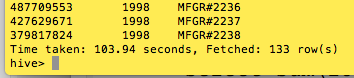 487709553 1998 MFGR#2236
427629671 1998 MFGR#2237
379817824 1998 MFGR#2238
Time taken: 103.94 seconds, Fetched: 133 row(s)
hive>